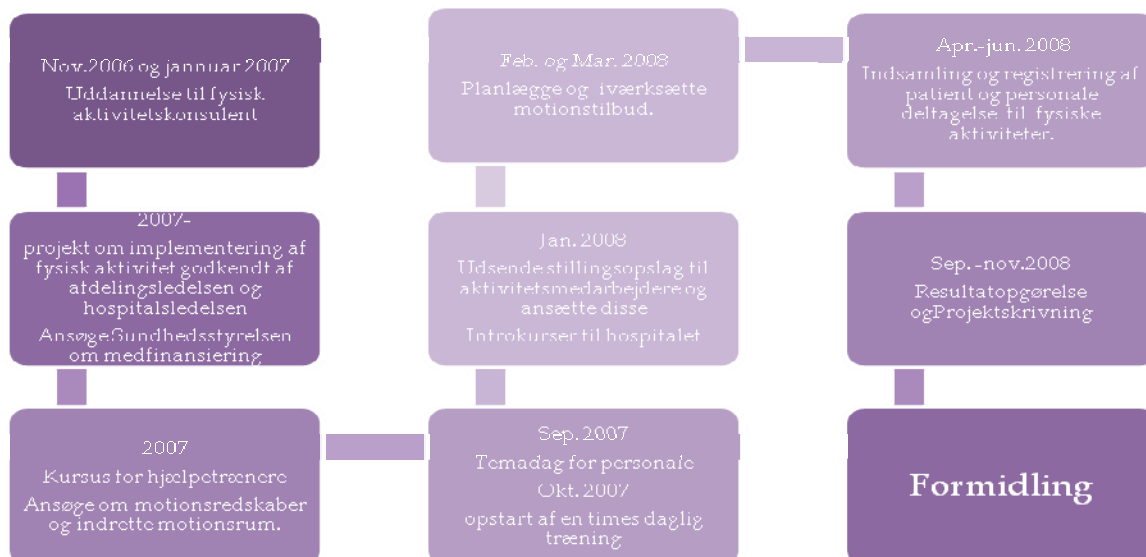 Nov.2006 og jannuar 2007
Uddannelse til fysisk
aktivitetskonsulent
2007-
projekt om implementering af
fysisk aktivitet godkendt af
afdelingsledelsen og
hospitalsledelsen
Ansøge Sundhedsstyrelsen
om medfinansiering
2007
Kursus for hjælpetrænere
Ansøge om motionsredskaber
og indrette motionsrum.
Sep. 2007
Temadag for personale
Okt. 2007
opstart af en times daglig
træning
Jan. 2008
Udsende stillingsopslag til
aktivitetsmedarbejdere og
ansætte disse
Introkurser til hospitalet
Feb. og Mar. 2008
Planlægge og iværksætte
motionstilbud.
Apr.-jun. 2008
Indsamling og registrering af
patient og personale
deltagelse til fysiske
aktiviteter.
Sep.-nov.2008
Resultatopgørelse
ogProjektskrivning
Formidling